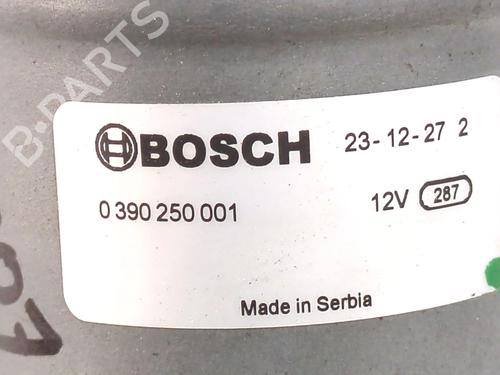 B-PARTS
BOSCH 23-12-27 2
0 390 250 001 12V 287
Made in Serbia